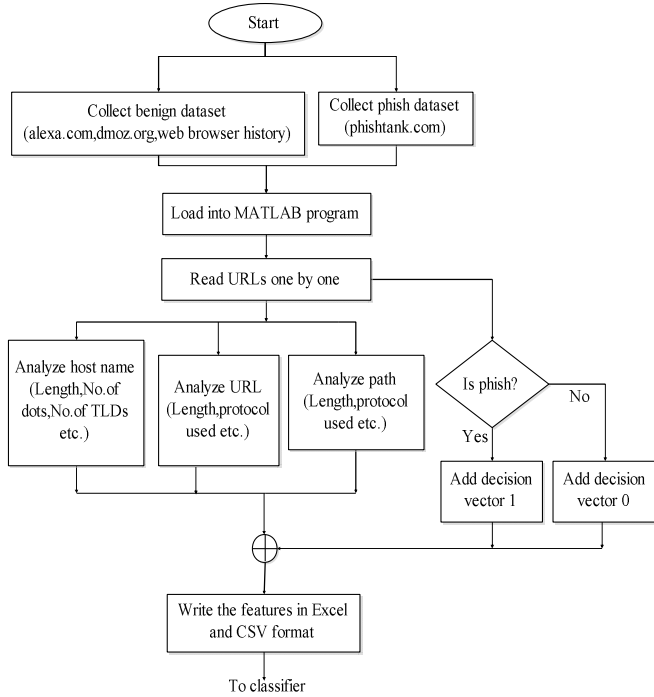 Start
Collect benign dataset
(alexa.com,dmoz.org,web browser history)
Collect phish dataset
(phishtank.com)
Load into MATLAB program
Read URLs one by one
Analyze host name
(Length,No.of
dots,No.of TLDs
etc.)
Analyze URL
(Length,protocol
used etc.)
Analyze path
(Length,protocol
used etc.)
Is phish?
No
Yes
Add decision
vector 1
Add decision
vector 0
Write the features in Excel
and CSV format
To classifier